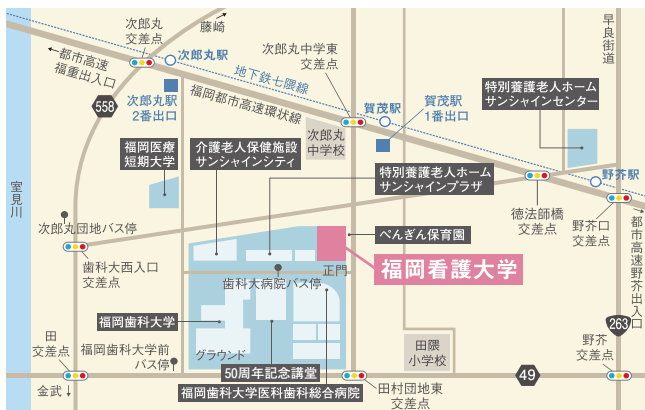 次郎丸
交差点
藤崎
早良街道
都市高速
福重出入口
次郎丸駅
次郎丸中学東
交差点
地下鉄七隈線
福岡都市高速環状線
558
次郎丸駅
2番出口
賀茂駅
賀茂駅
1番出口
特別養護老人ホーム
サンシャインセンター
次郎丸
中学校
福岡医療
短期大学
介護老人保健施設
サンシャインシティ
特別養護老人ホーム
サンシャインプラザ
野芥駅
室見川
次郎丸団地バス停
徳法師橋
交差点
野芥口
交差点
都市高速野芥出入口
ぺんぎん保育園
歯科大西入口
交差点
正門
福岡看護大学
歯科大病院バス停
福岡歯科大学
263
田
交差点
福岡歯科大学前
バス停
グラウンド
田隈
小学校
野芥
交差点
50周年記念講堂
49
福岡歯科大学医科歯科総合病院
田村団地東
交差点
金武